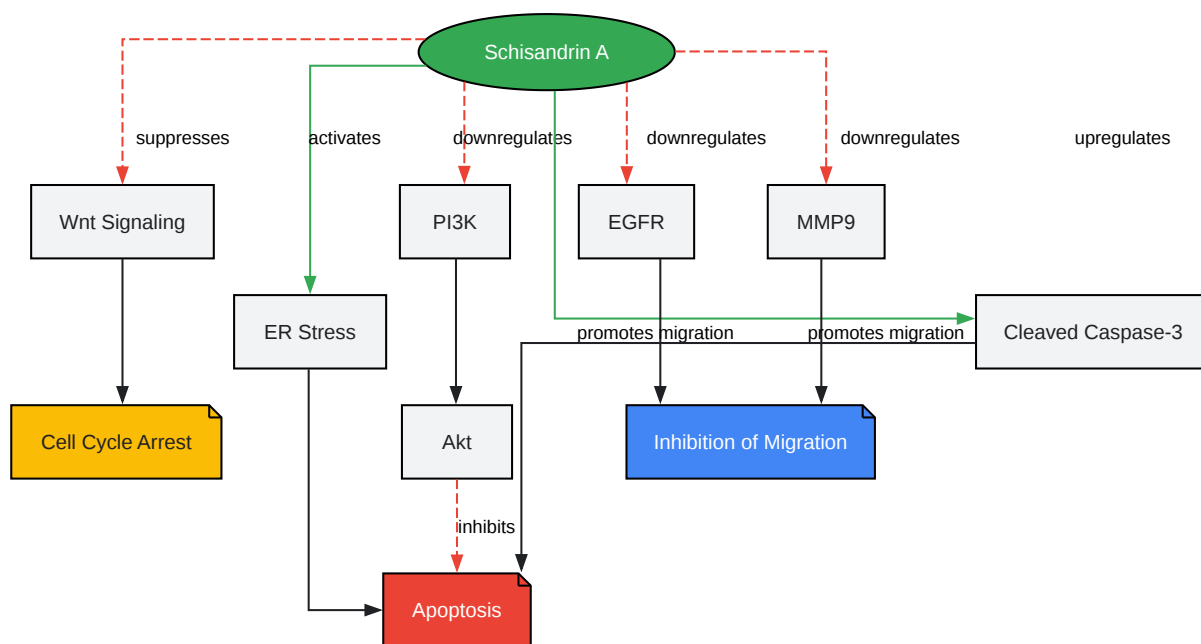 Schisandrin A
suppresses
activates
downregulates
downregulates
downregulates
upregulates
Wnt Signaling
PI3K
EGFR
MMP9
ER Stress
promotes migration
promotes migration
Cleaved Caspase-3
Cell Cycle Arrest
Akt
Inhibition of Migration
inhibits
Apoptosis